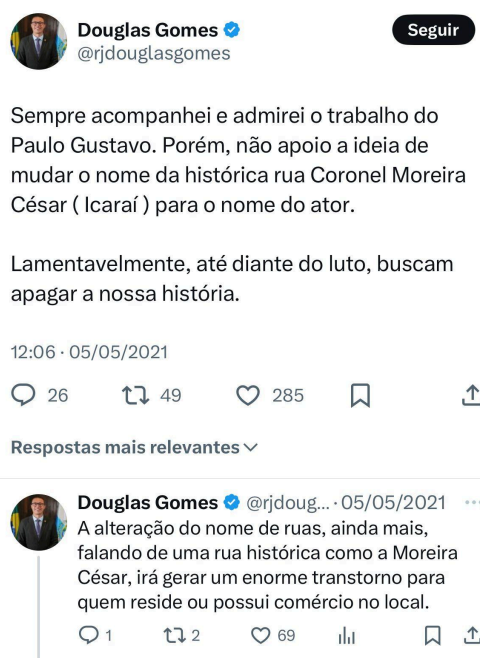 Douglas Gomes
@rjdouglasgomes
Seguir
Sempre acompanhei e admirei o trabalho do
Paulo Gustavo. Porém, não apoio a ideia de
mudar o nome da histórica rua Coronel Moreira
César ( Icaraí ) para o nome do ator.
Lamentavelmente, até diante do luto, buscam
apagar a nossa história.
12:06 · 05/05/2021
26 49 285
Respostas mais relevantes
Douglas Gomes @rjdoug... · 05/05/2021
A alteração do nome de ruas, ainda mais,
falando de uma rua histórica como a Moreira
César, irá gerar um enorme transtorno para
quem reside ou possui comércio no local.
1 2 69